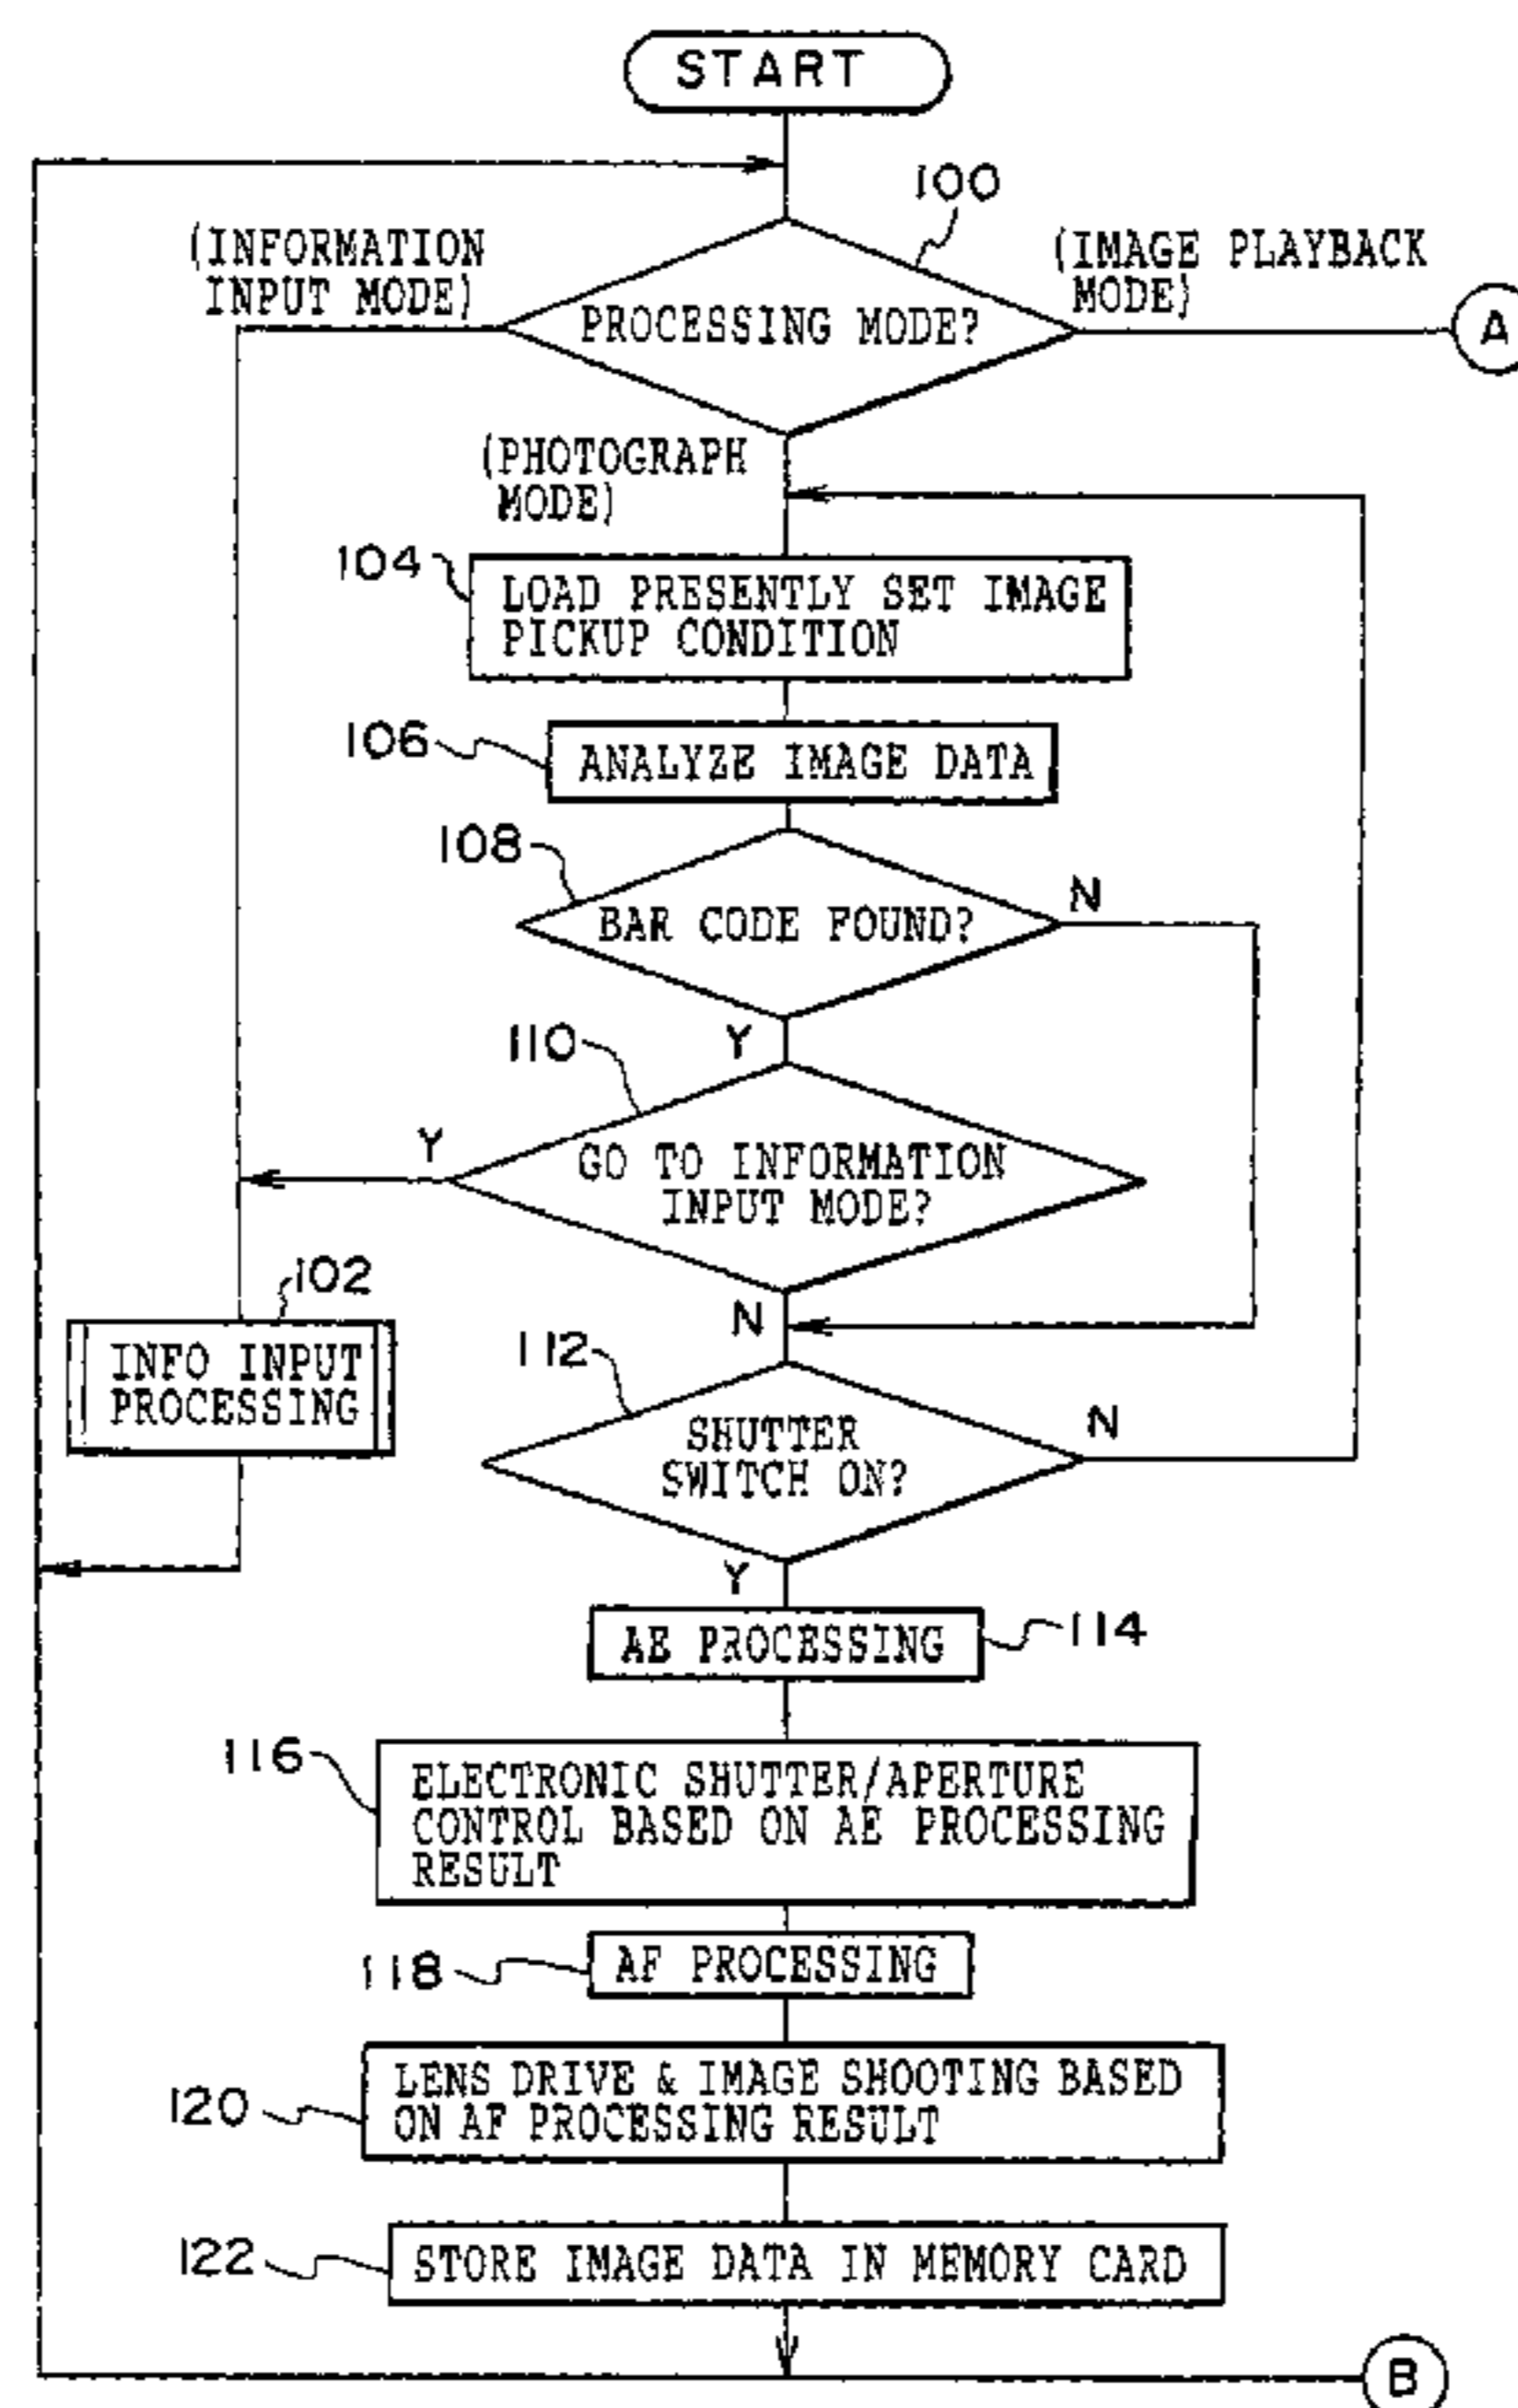 START
100
(INFORMATION
INPUT MODE)
(IMAGE PLAYBACK
MODE)
PROCESSING MODE?
A
(PHOTOGRAPH
MODE)
104
LOAD PRESENTLY SET IMAGE
PICKUP CONDITION
106
ANALYZE IMAGE DATA
108
BAR CODE FOUND?
N
Y
110
GO TO INFORMATION
INPUT MODE?
Y
N
102
INFO INPUT
PROCESSING
112
SHUTTER
SWITCH ON?
N
Y
AE PROCESSING
114
116
ELECTRONIC SHUTTER/APERTURE
CONTROL BASED ON AE PROCESSING
RESULT
118
AF PROCESSING
120
LENS DRIVE & IMAGE SHOOTING BASED
ON AF PROCESSING RESULT
122
STORE IMAGE DATA IN MEMORY CARD
B